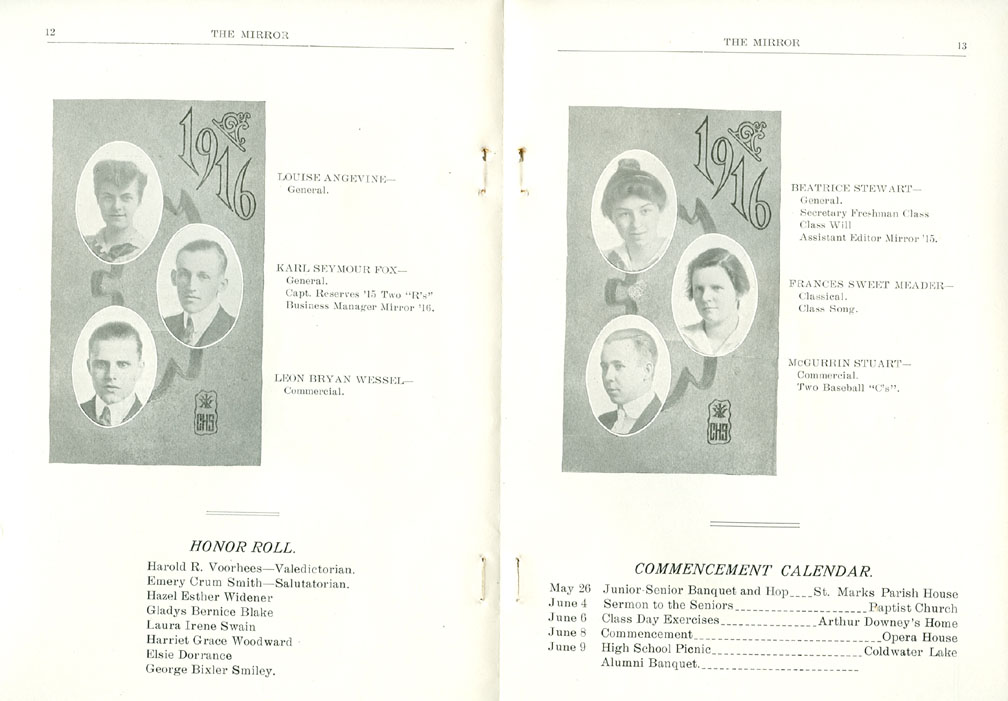 12
THE MIRROR
1916
LOUISE ANGEVINE—
General.
KARL SEYMOUR FOX—
General.
Capt. Reserves '15 Two "R's"
Business Manager Mirror '16.
LEON BRYAN WESSEL—
Commercial.
CHS
HONOR ROLL.
Harold R. Voorhees—Valedictorian.
Emery Crum Smith—Salutatorian.
Hazel Esther Widener
Gladys Bernice Blake
Laura Irene Swain
Harriet Grace Woodward
Elsie Dorrance
George Bixler Smiley.
THE MIRROR
13
1916
BEATRICE STEWART—
General.
Secretary Freshman Class
Class Will
Assistant Editor Mirror '15.
FRANCES SWEET MEADER—
Classical.
Class Song.
McGURRIN STUART—
Commercial.
Two Baseball "C's".
CHS
COMMENCEMENT CALENDAR.
May 26 Junior-Senior Banquet and Hop____St. Marks Parish House
June 4 Sermon to the Seniors____________________Baptist Church
June 6 Class Day Exercises_______________Arthur Downey's Home
June 8 Commencement____________________________Opera House
June 9 High School Picnic_______________________Coldwater Lake
Alumni Banquet.________________________